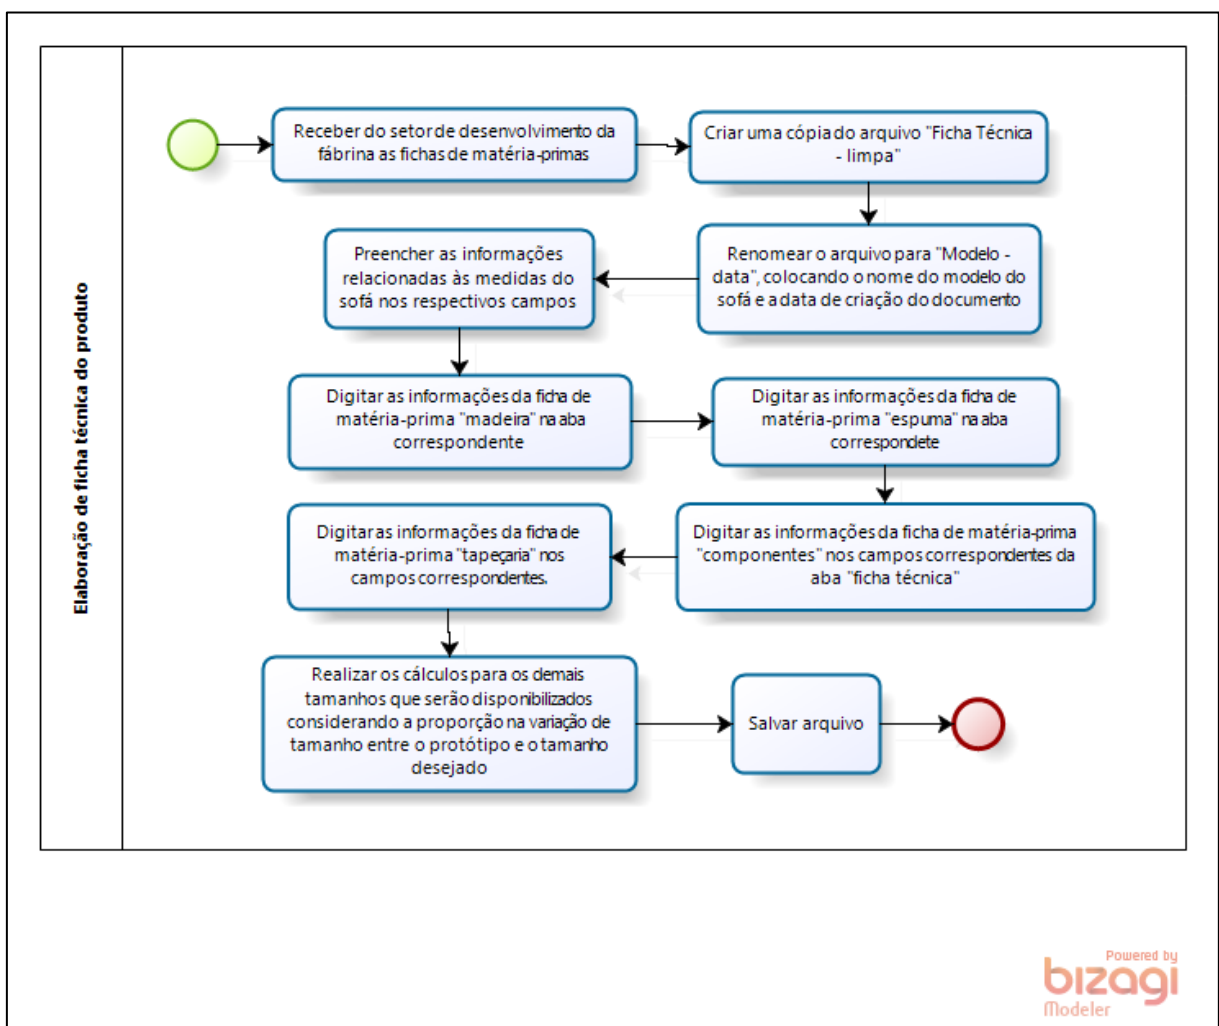 Elaboração de ficha técnica do produto
Receber do setor de desenvolvimento da
fábrina as fichas de matéria-primas
Criar uma cópia do arquivo "Ficha Técnica
- limpa"
Renomear o arquivo para "Modelo -
data", colocando o nome do modelo do
sofá e a data de criação do documento
Preencher as informações
relacionadas às medidas do
sofá nos respectivos campos
Digitar as informações da ficha de
matéria-prima "madeira" na aba
correspondente
Digitar as informações da ficha de
matéria-prima "espuma" na aba
correspondete
Digitar as informações da ficha de matéria-prima
"componentes" nos campos correspondentes da
aba "ficha técnica"
Digitar as informações da ficha de
matéria-prima "tapeçaria" nos
campos correspondentes.
Realizar os cálculos para os demais
tamanhos que serão disponibilizados
considerando a proporção na variação de
tamanho entre o protótipo e o tamanho
desejado
Salvar arquivo
Powered by
bizagi
Modeler